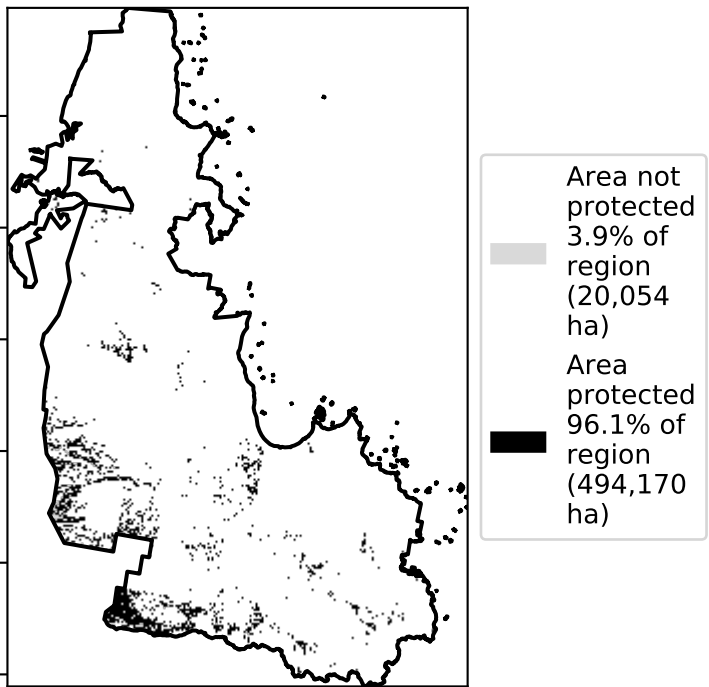 Area not
protected
3.9% of
region
(20,054
ha)
Area
protected
96.1% of
region
(494,170
ha)